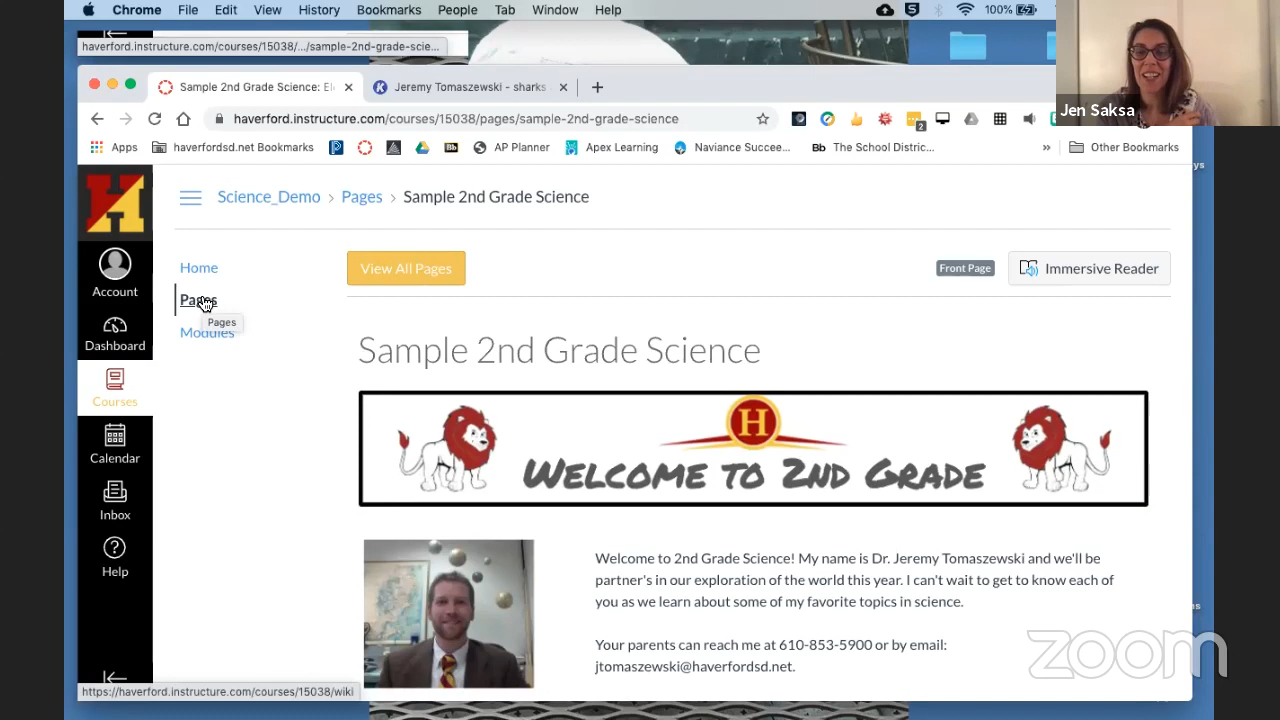 Chrome File Edit View History Bookmarks People Tab Window Help 100%
haverford.instructure.com/courses/15038/.../sample-2nd-grade-scie...
Sample 2nd Grade Science: El
Jeremy Tomaszewski - sharks
Jen Saksa
haverford.instructure.com/courses/15038/pages/sample-2nd-grade-science
2
Apps haverfordsd.net Bookmarks AP Planner Apex Learning Naviance Succee... Bb The School District... » Other Bookmarks
ys
H
Science_Demo > Pages > Sample 2nd Grade Science
Account
Dashboard
Courses
Calendar
Inbox
Help
Home
Pages
Pages
Modules
View All Pages
Front Page
Immersive Reader
Sample 2nd Grade Science
H
Welcome to 2nd Grade
Welcome to 2nd Grade Science! My name is Dr. Jeremy Tomaszewski and we'll be
partner's in our exploration of the world this year. I can't wait to get to know each of
you as we learn about some of my favorite topics in science.
Your parents can reach me at 610-853-5900 or by email:
jtomaszewski@haverfordsd.net.
zoom
https://haverford.instructure.com/courses/15038/wiki